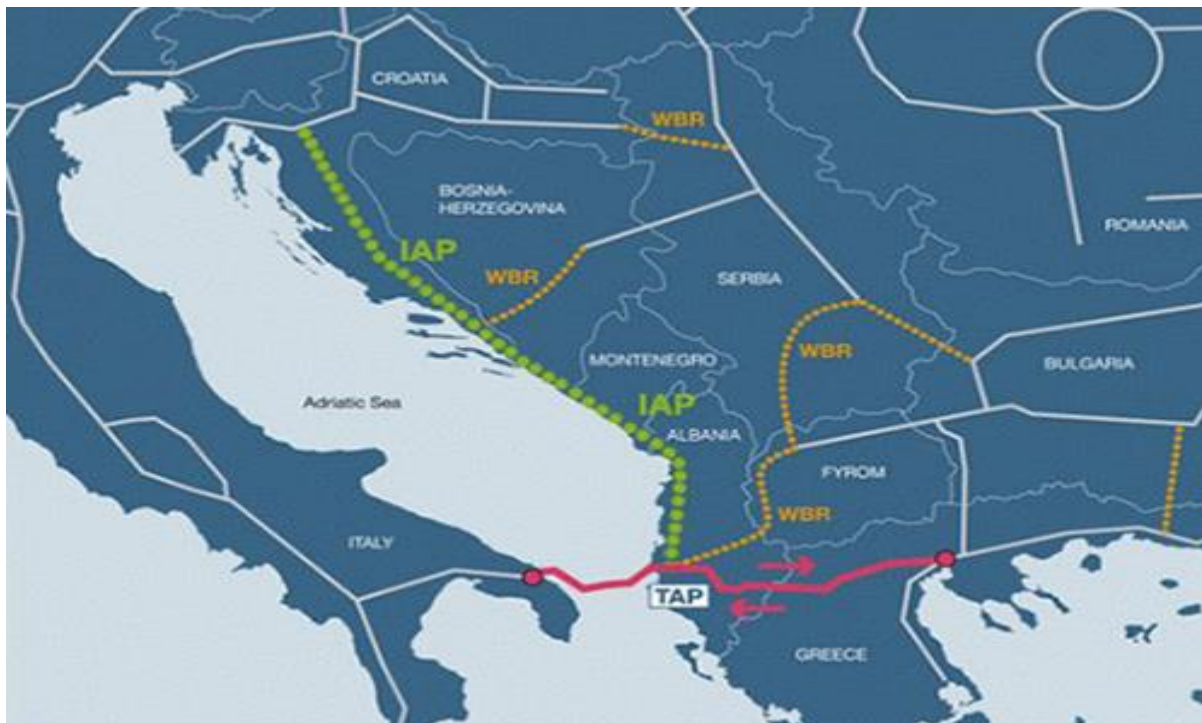 CROATIA
WBR
BOSNIA-
HERZEGOVINA
ROMANIA
IAP
WBR
SERBIA
MONTENEGRO
WBR
BULGARIA
Adriatic Sea
IAP
ALBANIA
FYROM
WBR
ITALY
TAP
GREECE